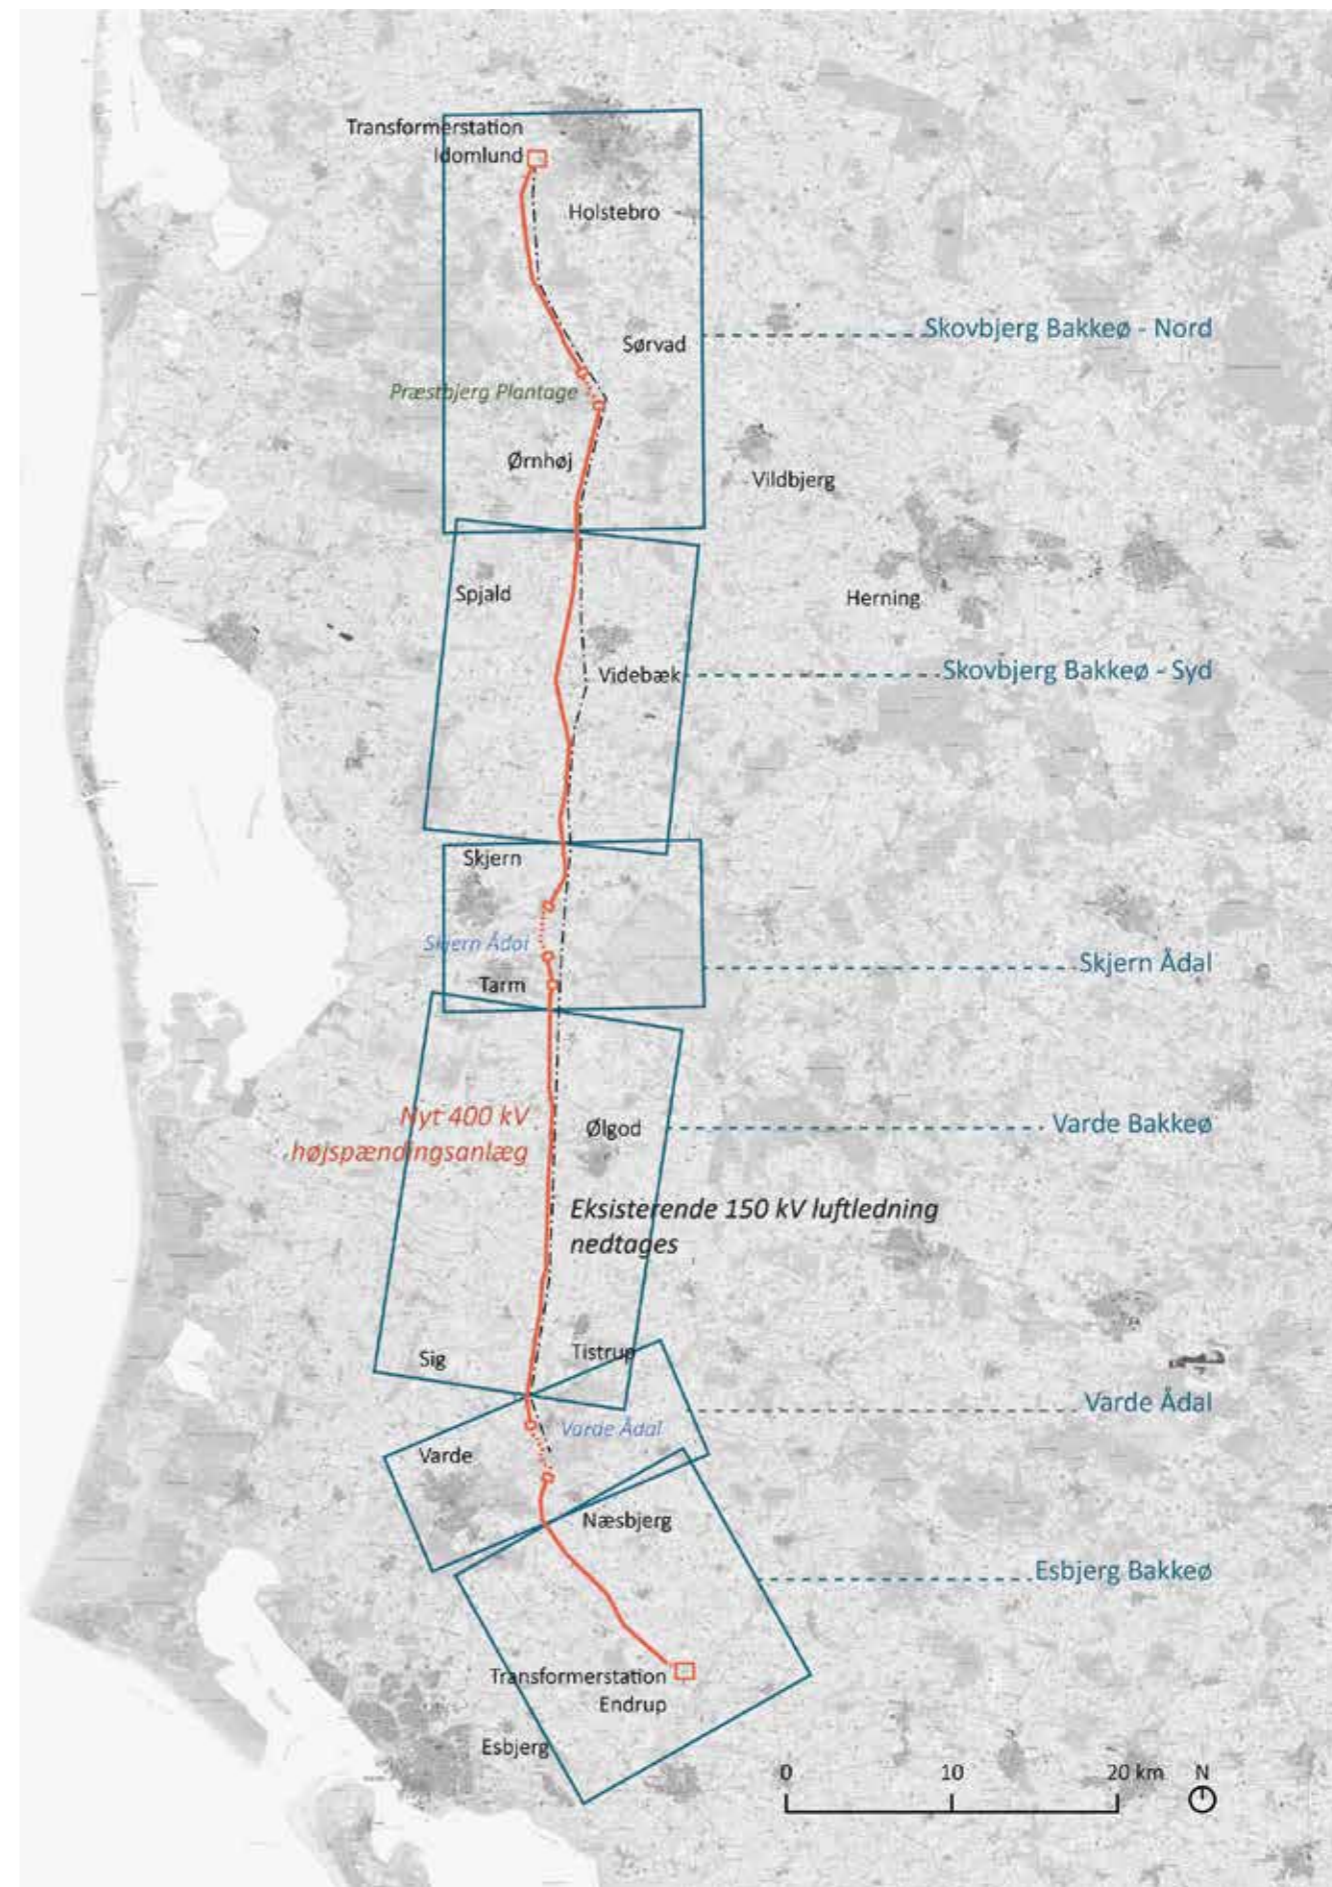 Transformerstation
Idomlund
Holstebro
Skovbjerg Bakkeø - Nord
Sørvad
Præstbjerg Plantage
Ørnhøj
Vildbjerg
Spjald
Herning
Videbæk
Skovbjerg Bakkeø - Syd
Skjern
Skjern Ådal
Skjern Ådal
Tarm
Nyt 400 kV
højspændingsanlæg
Ølgod
Varde Bakkeø
Eksisterende 150 kV luftledning
nedtages
Sig
Tistrup
Varde Ådal
Varde Ådal
Varde
Næsbjerg
Esbjerg Bakkeø
Transformerstation
Endrup
Esbjerg
0 10 20 km N